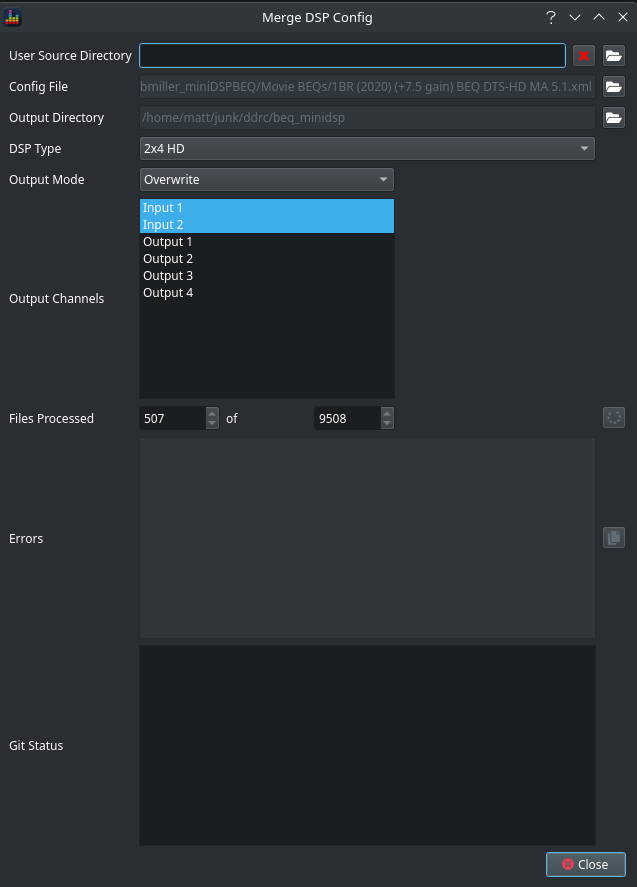 Merge DSP Config
User Source Directory
Config File bmiller_miniDSPBEQ/Movie BEQs/1BR (2020) (+7.5 gain) BEQ DTS-HD MA 5.1.xml
Output Directory /home/matt/junk/ddrc/beq_minidsp
DSP Type 2x4 HD
Output Mode Overwrite
Input 1
Input 2
Output 1
Output 2
Output 3
Output 4
Output Channels
Files Processed 507 of 9508
Errors
Git Status
Close